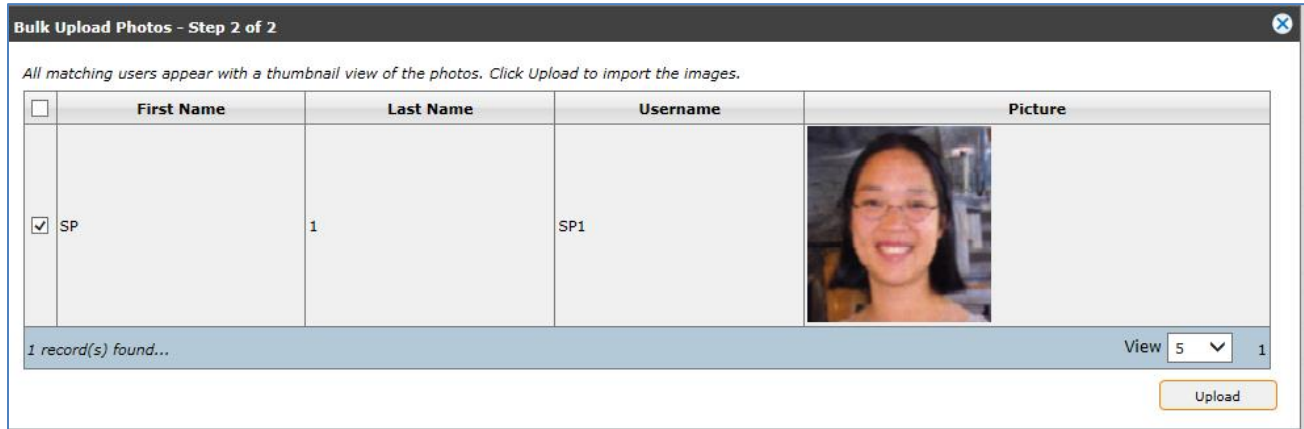 Bulk Upload Photos - Step 2 of 2
All matching users appear with a thumbnail view of the photos. Click Upload to import the images.
First Name Last Name Username Picture
SP 1 SP1
1 record(s) found... View 5 1
Upload